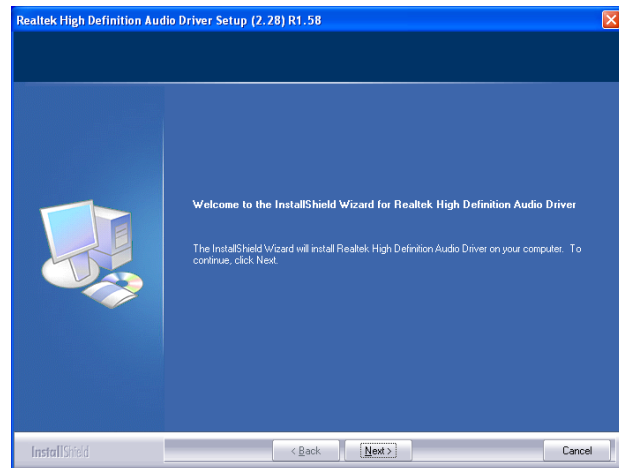 Realtek High Definition Audio Driver Setup (2.28) R1.58
Welcome to the InstallShield Wizard for Realtek High Definition Audio Driver
The InstallShield Wizard will install Realtek High Definition Audio Driver on your computer. To
continue, click Next.
InstallShield
< Back
Next >
Cancel